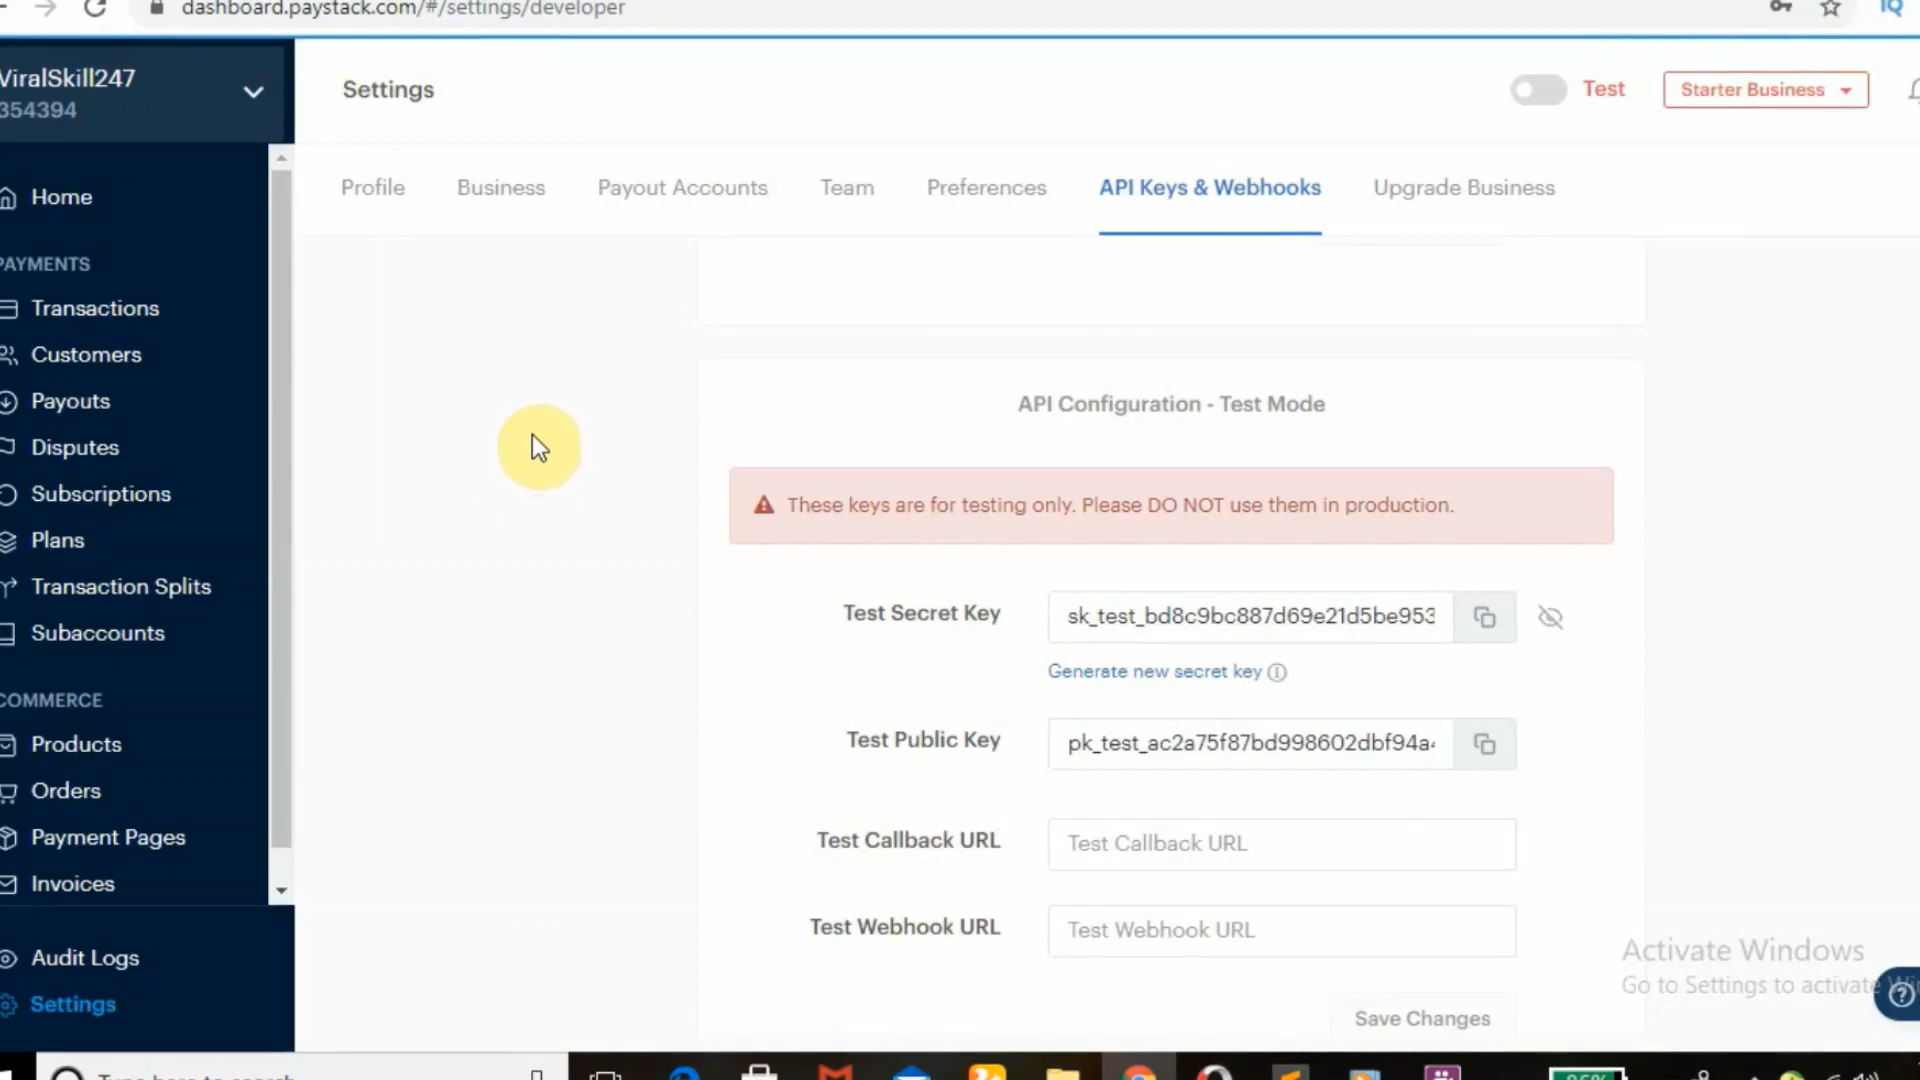 dashboard.paystack.com/#/settings/developer
ViralSkill247
354394
Settings
Test
Starter Business
Profile
Business
Payout Accounts
Team
Preferences
API Keys & Webhooks
Upgrade Business
Home
PAYMENTS
Transactions
Customers
Payouts
Disputes
Subscriptions
Plans
Transaction Splits
Subaccounts
COMMERCE
Products
Orders
Payment Pages
Invoices
Audit Logs
Settings
API Configuration - Test Mode
These keys are for testing only. Please DO NOT use them in production.
Test Secret Key
sk_test_bd8c9bc887d69e21d5be953
Generate new secret key
Test Public Key
pk_test_ac2a75f87bd998602dbf94a
Test Callback URL
Test Callback URL
Test Webhook URL
Test Webhook URL
Save Changes
Activate Windows
Go to Settings to activate
Type here to search